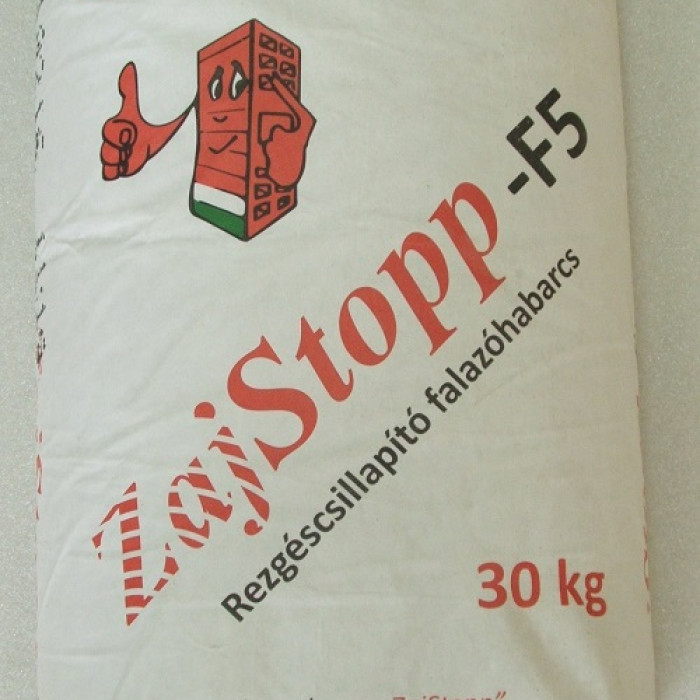 ZajStopp -F5
Rezgéscsillapító falazóhabarcs
30 kg